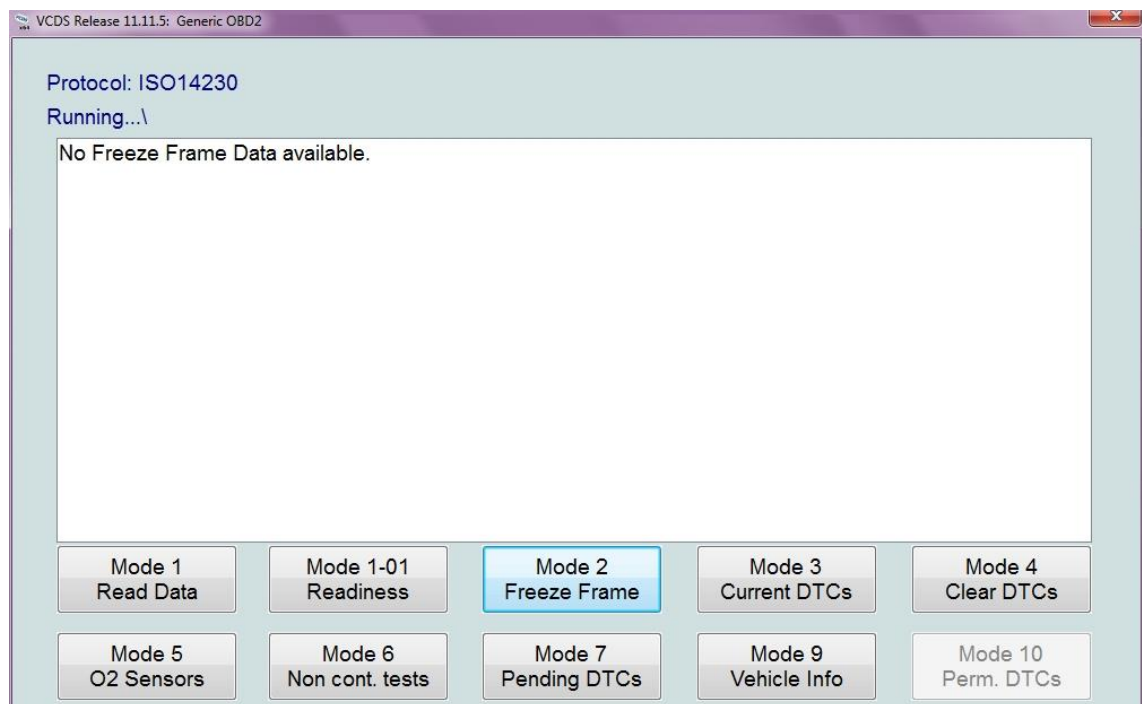 VCDS Release 11.11.5: Generic OBD2
Protocol: ISO14230
Running...\
No Freeze Frame Data available.
Mode 1
Read Data
Mode 1-01
Readiness
Mode 2
Freeze Frame
Mode 3
Current DTCs
Mode 4
Clear DTCs
Mode 5
O2 Sensors
Mode 6
Non cont. tests
Mode 7
Pending DTCs
Mode 9
Vehicle Info
Mode 10
Perm. DTCs